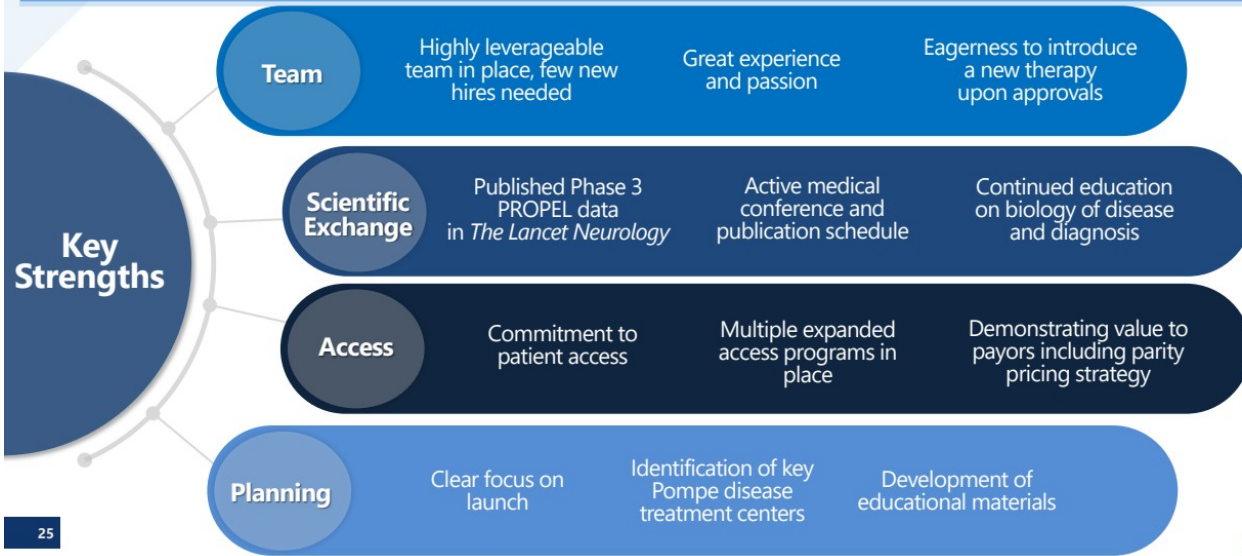 Key
Strengths
Team
Highly leverageable
team in place, few new
hires needed
Great experience
and passion
Eagerness to introduce
a new therapy
upon approvals
Scientific
Exchange
Published Phase 3
PROPEL data
in The Lancet Neurology
Active medical
conference and
publication schedule
Continued education
on biology of disease
and diagnosis
Access
Commitment to
patient access
Multiple expanded
access programs in
place
Demonstrating value to
payors including parity
pricing strategy
Planning
Clear focus on
launch
Identification of key
Pompe disease
treatment centers
Development of
educational materials
25